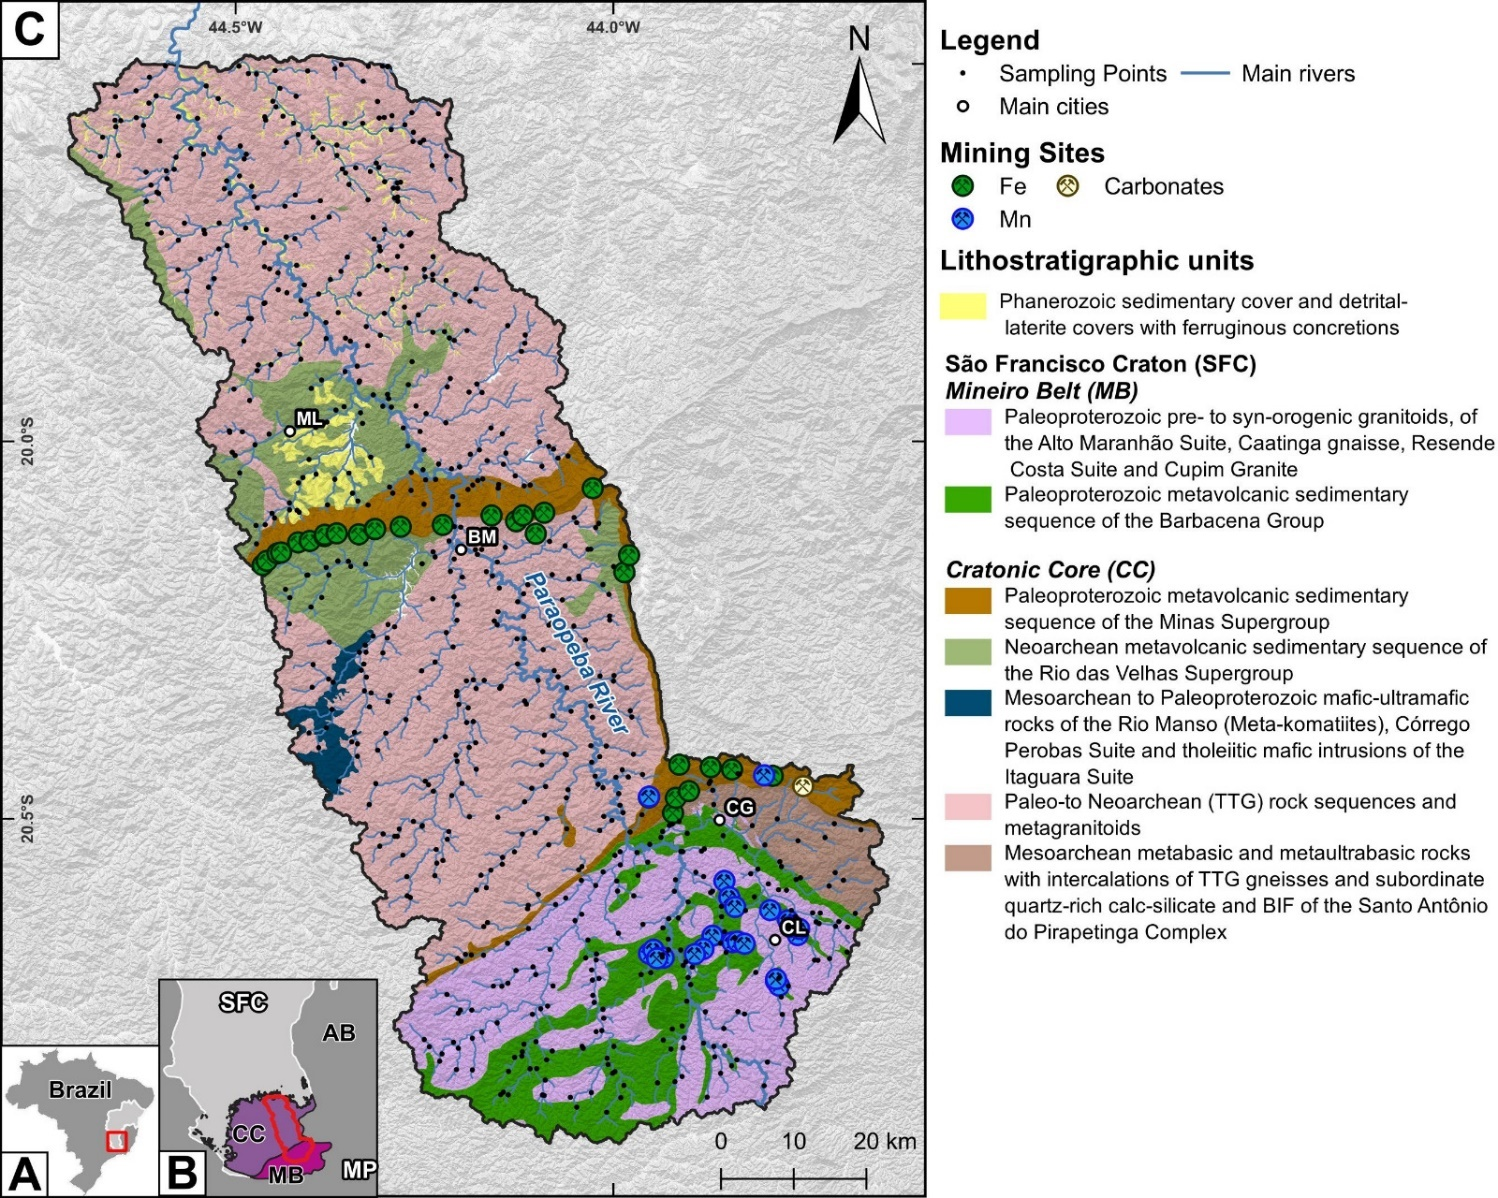 C
44.5°W
44.0°W
N
20.0°S
20.5°S
ML
BM
Paraopeba River
CG
CL
0 10 20 km
Brazil
A
SFC
AB
CC
MB
MP
B
Legend
Sampling Points
Main rivers
Main cities
Mining Sites
Fe
Carbonates
Mn
Lithostratigraphic units
Phanerozoic sedimentary cover and detrital-
laterite covers with ferruginous concretions
São Francisco Craton (SFC)
Mineiro Belt (MB)
Paleoproterozoic pre- to syn-orogenic granitoids, of
the Alto Maranhão Suite, Caatinga gnaisse, Resende
Costa Suite and Cupim Granite
Paleoproterozoic metavolcanic sedimentary
sequence of the Barbacena Group
Cratonic Core (CC)
Paleoproterozoic metavolcanic sedimentary
sequence of the Minas Supergroup
Neoarchean metavolcanic sedimentary sequence of
the Rio das Velhas Supergroup
Mesoarchean to Paleoproterozoic mafic-ultramafic
rocks of the Rio Manso (Meta-komatiites), Córrego
Perobas Suite and tholeiitic mafic intrusions of the
Itaguara Suite
Paleo-to Neoarchean (TTG) rock sequences and
metagranitoids
Mesoarchean metabasic and metaultrabasic rocks
with intercalations of TTG gneisses and subordinate
quartz-rich calc-silicate and BIF of the Santo Antônio
do Pirapetinga Complex